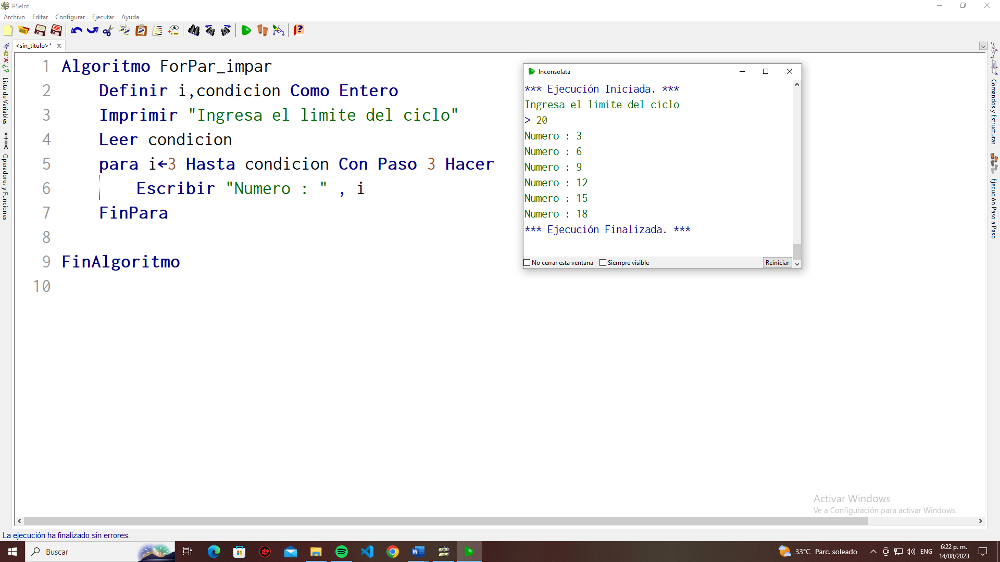 PSeInt
Archivo Editar Configurar Ejecutar Ayuda
<sin_titulo>* X
Lista de Variables
*+=< Operadores y Funciones
1 Algoritmo ForPar_impar
2 Definir i,condicion Como Entero
3 Imprimir "Ingresa el limite del ciclo"
4 Leer condicion
5 para i←3 Hasta condicion Con Paso 3 Hacer
6 Escribir "Numero : " , i
7 FinPara
8
9 FinAlgoritmo
10
Inconsolata
*** Ejecución Iniciada. ***
Ingresa el limite del ciclo
> 20
Numero : 3
Numero : 6
Numero : 9
Numero : 12
Numero : 15
Numero : 18
*** Ejecución Finalizada. ***
No cerrar esta ventana Siempre visible Reiniciar
Comandos y Estructuras
Ejecución Paso a Paso
Activar Windows
Ve a Configuración para activar Windows.
La ejecución ha finalizado sin errores.
Buscar
33°C Parc. soleado
ENG
6:22 p. m.
14/08/2023